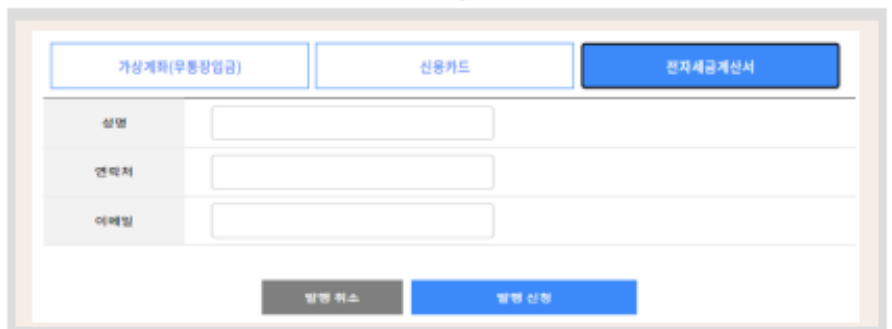 가상계좌(무통장입금) 신용카드 전자세금계산서
성명
연락처
이메일
발행 취소 발행 신청